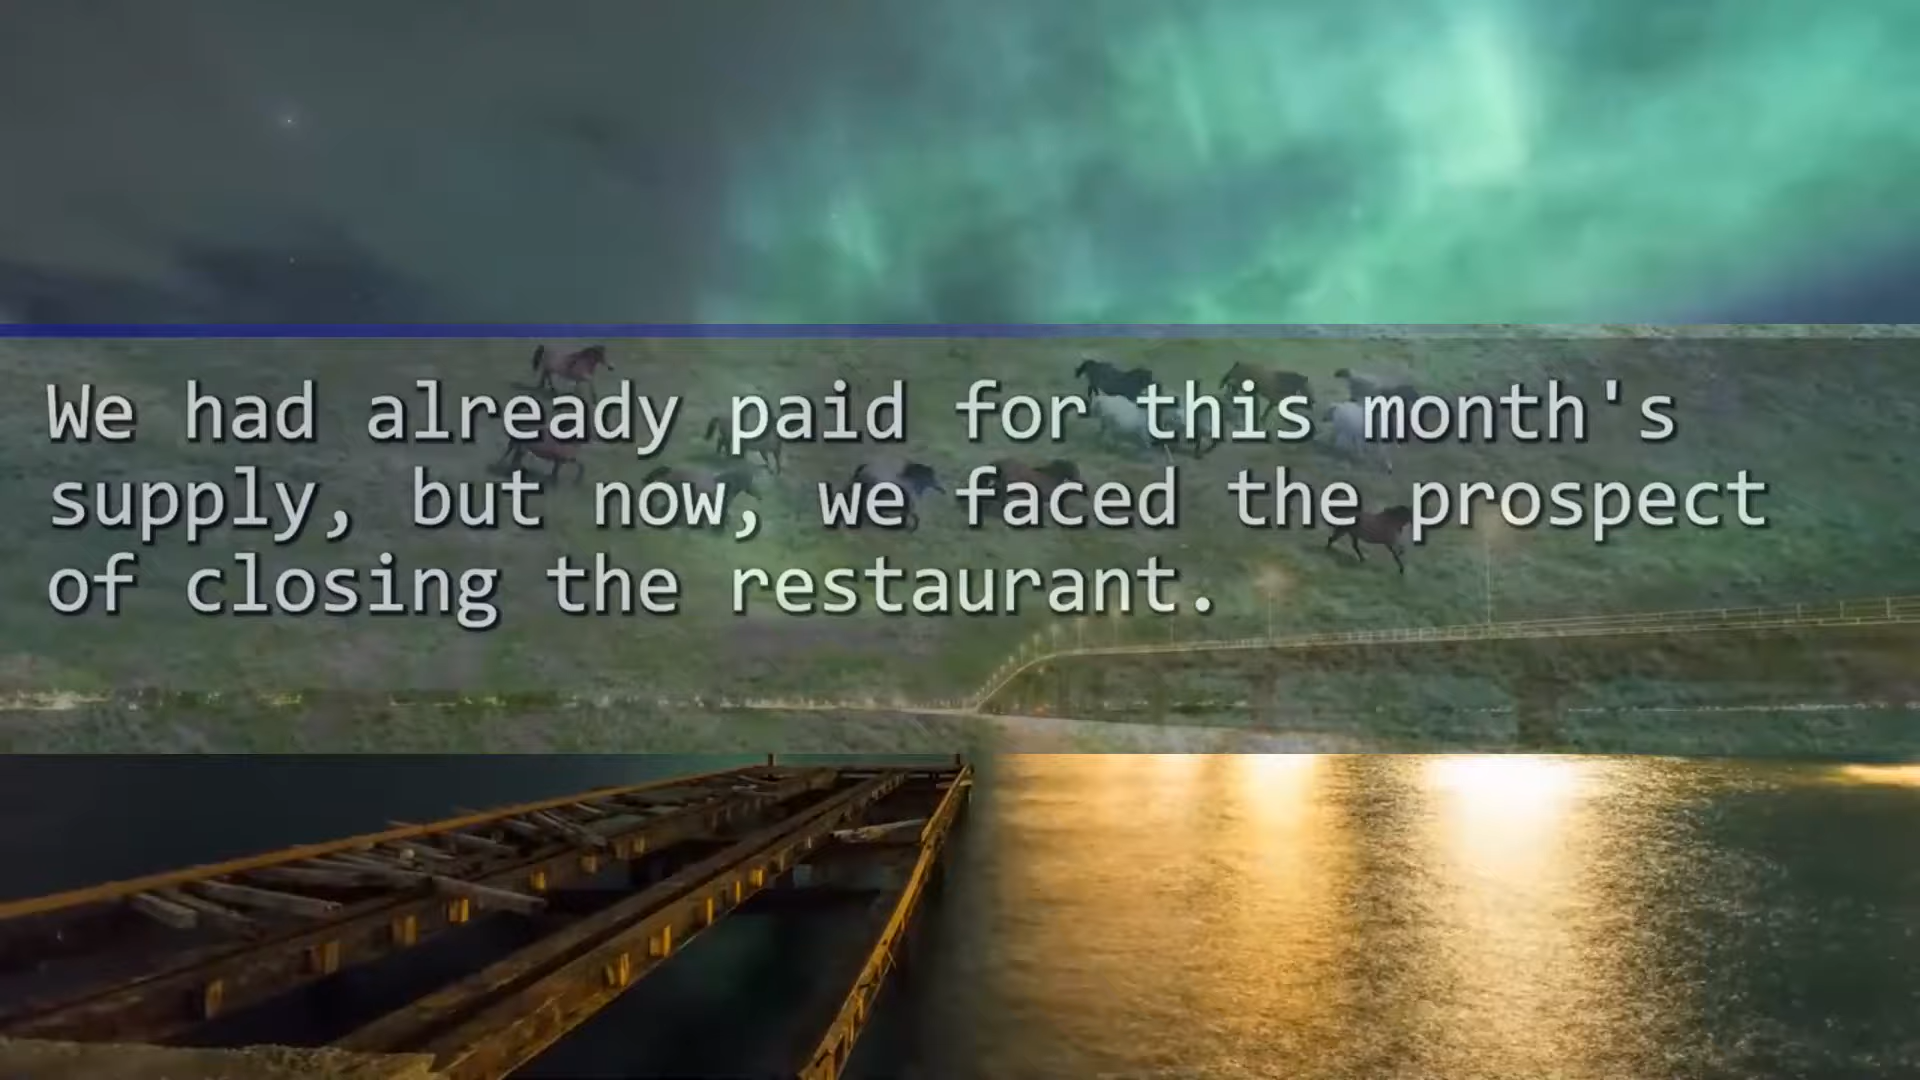 We had already paid for this month's
supply, but now, we faced the prospect
of closing the restaurant.